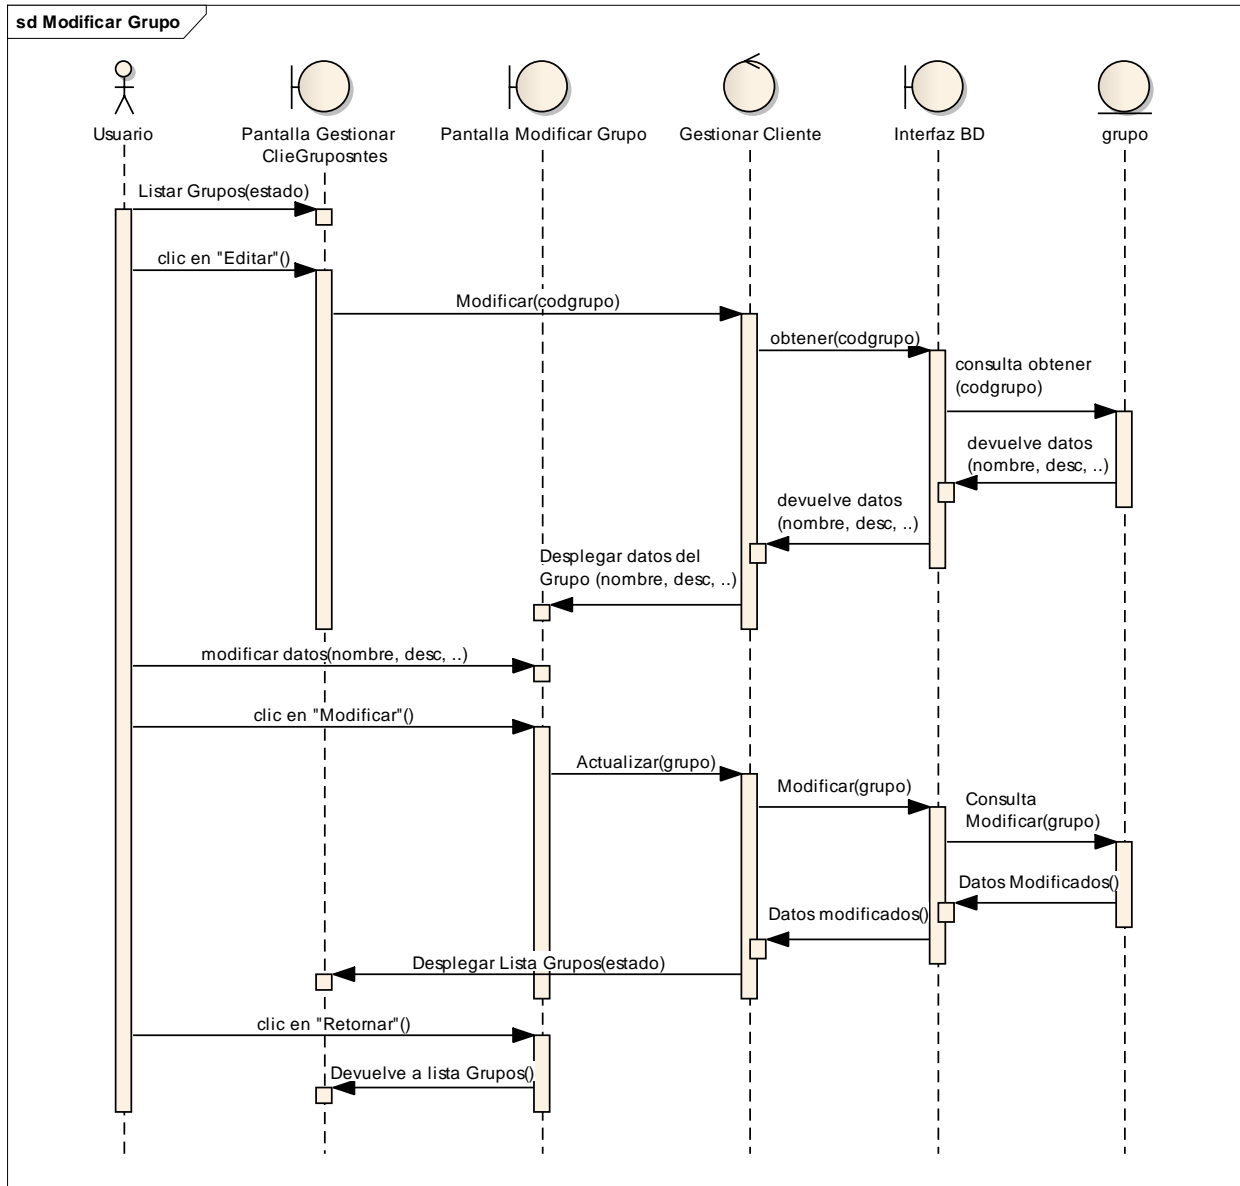 sd Modificar Grupo
Usuario
Pantalla Gestionar
ClieGruposntes
Pantalla Modificar Grupo
Gestionar Cliente
Interfaz BD
grupo
Listar Grupos(estado)
clic en "Editar"()
Modificar(codgrupo)
obtener(codgrupo)
consulta obtener
(codgrupo)
devuelve datos
(nombre, desc, ..)
devuelve datos
(nombre, desc, ..)
Desplegar datos del
Grupo (nombre, desc, ..)
modificar datos(nombre, desc, ..)
clic en "Modificar"()
Actualizar(grupo)
Modificar(grupo)
Consulta
Modificar(grupo)
Datos Modificados()
Datos modificados()
Desplegar Lista Grupos(estado)
clic en "Retornar"()
Devuelve a lista Grupos()